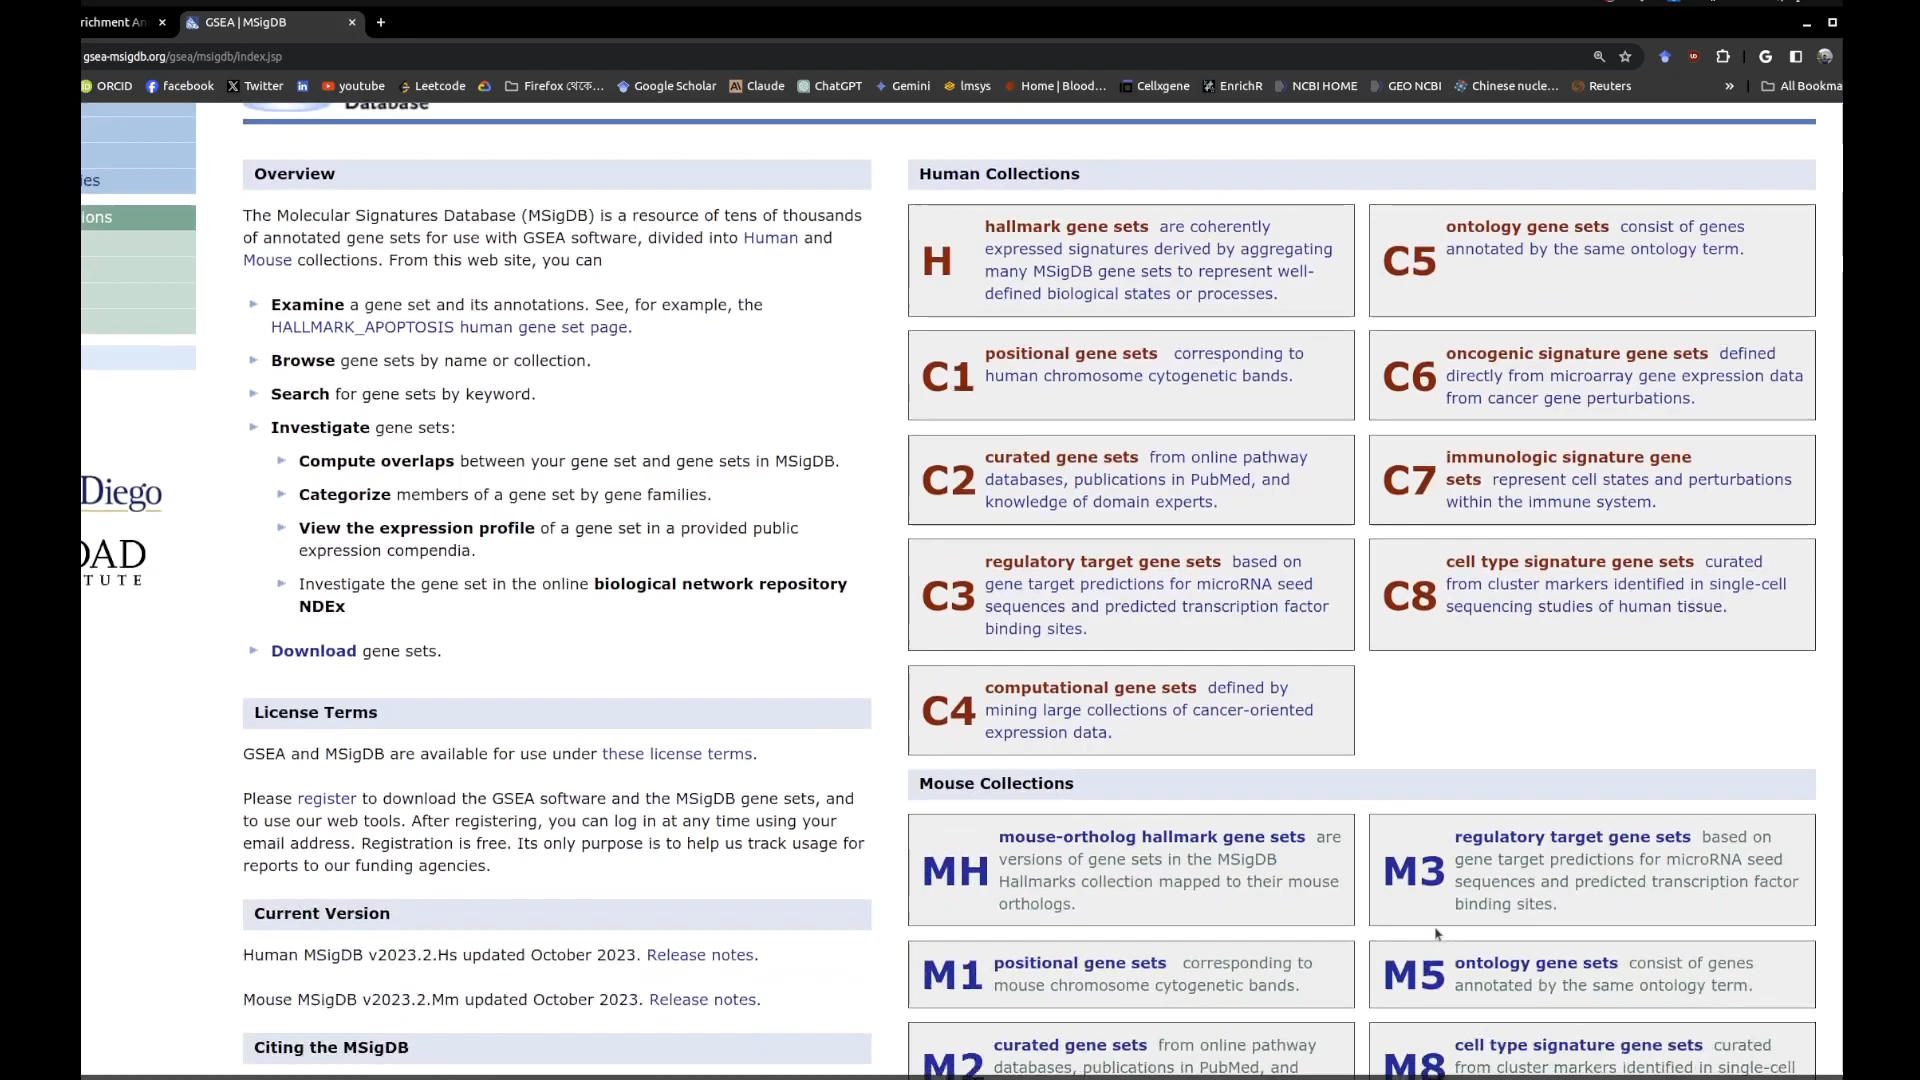 richment An
GSEA | MSigDB
gsea-msigdb.org/gsea/msigdb/index.jsp
ORCID facebook Twitter youtube Leetcode Firefox থেকে... Google Scholar Claude ChatGPT Gemini lmsys Home | Blood... Cellxgene EnrichR NCBI HOME GEO NCBI Chinese nucle... Reuters » All Bookma
Database
ies
ions
Diego
OAD
TUTE
Overview
The Molecular Signatures Database (MSigDB) is a resource of tens of thousands
of annotated gene sets for use with GSEA software, divided into Human and
Mouse collections. From this web site, you can
Examine a gene set and its annotations. See, for example, the
HALLMARK_APOPTOSIS human gene set page.
Browse gene sets by name or collection.
Search for gene sets by keyword.
Investigate gene sets:
Compute overlaps between your gene set and gene sets in MSigDB.
Categorize members of a gene set by gene families.
View the expression profile of a gene set in a provided public
expression compendia.
Investigate the gene set in the online biological network repository
NDEx
Download gene sets.
License Terms
GSEA and MSigDB are available for use under these license terms.
Please register to download the GSEA software and the MSigDB gene sets, and
to use our web tools. After registering, you can log in at any time using your
email address. Registration is free. Its only purpose is to help us track usage for
reports to our funding agencies.
Current Version
Human MSigDB v2023.2.Hs updated October 2023. Release notes.
Mouse MSigDB v2023.2.Mm updated October 2023. Release notes.
Citing the MSigDB
Human Collections
H
hallmark gene sets are coherently
expressed signatures derived by aggregating
many MSigDB gene sets to represent well-
defined biological states or processes.
C1
positional gene sets corresponding to
human chromosome cytogenetic bands.
C2
curated gene sets from online pathway
databases, publications in PubMed, and
knowledge of domain experts.
C3
regulatory target gene sets based on
gene target predictions for microRNA seed
sequences and predicted transcription factor
binding sites.
C4
computational gene sets defined by
mining large collections of cancer-oriented
expression data.
C5
ontology gene sets consist of genes
annotated by the same ontology term.
C6
oncogenic signature gene sets defined
directly from microarray gene expression data
from cancer gene perturbations.
C7
immunologic signature gene
sets represent cell states and perturbations
within the immune system.
C8
cell type signature gene sets curated
from cluster markers identified in single-cell
sequencing studies of human tissue.
Mouse Collections
MH
mouse-ortholog hallmark gene sets are
versions of gene sets in the MSigDB
Hallmarks collection mapped to their mouse
orthologs.
M1
positional gene sets corresponding to
mouse chromosome cytogenetic bands.
M2
curated gene sets from online pathway
databases, publications in PubMed, and
M3
regulatory target gene sets based on
gene target predictions for microRNA seed
sequences and predicted transcription factor
binding sites.
M5
ontology gene sets consist of genes
annotated by the same ontology term.
M8
cell type signature gene sets curated
from cluster markers identified in single-cell